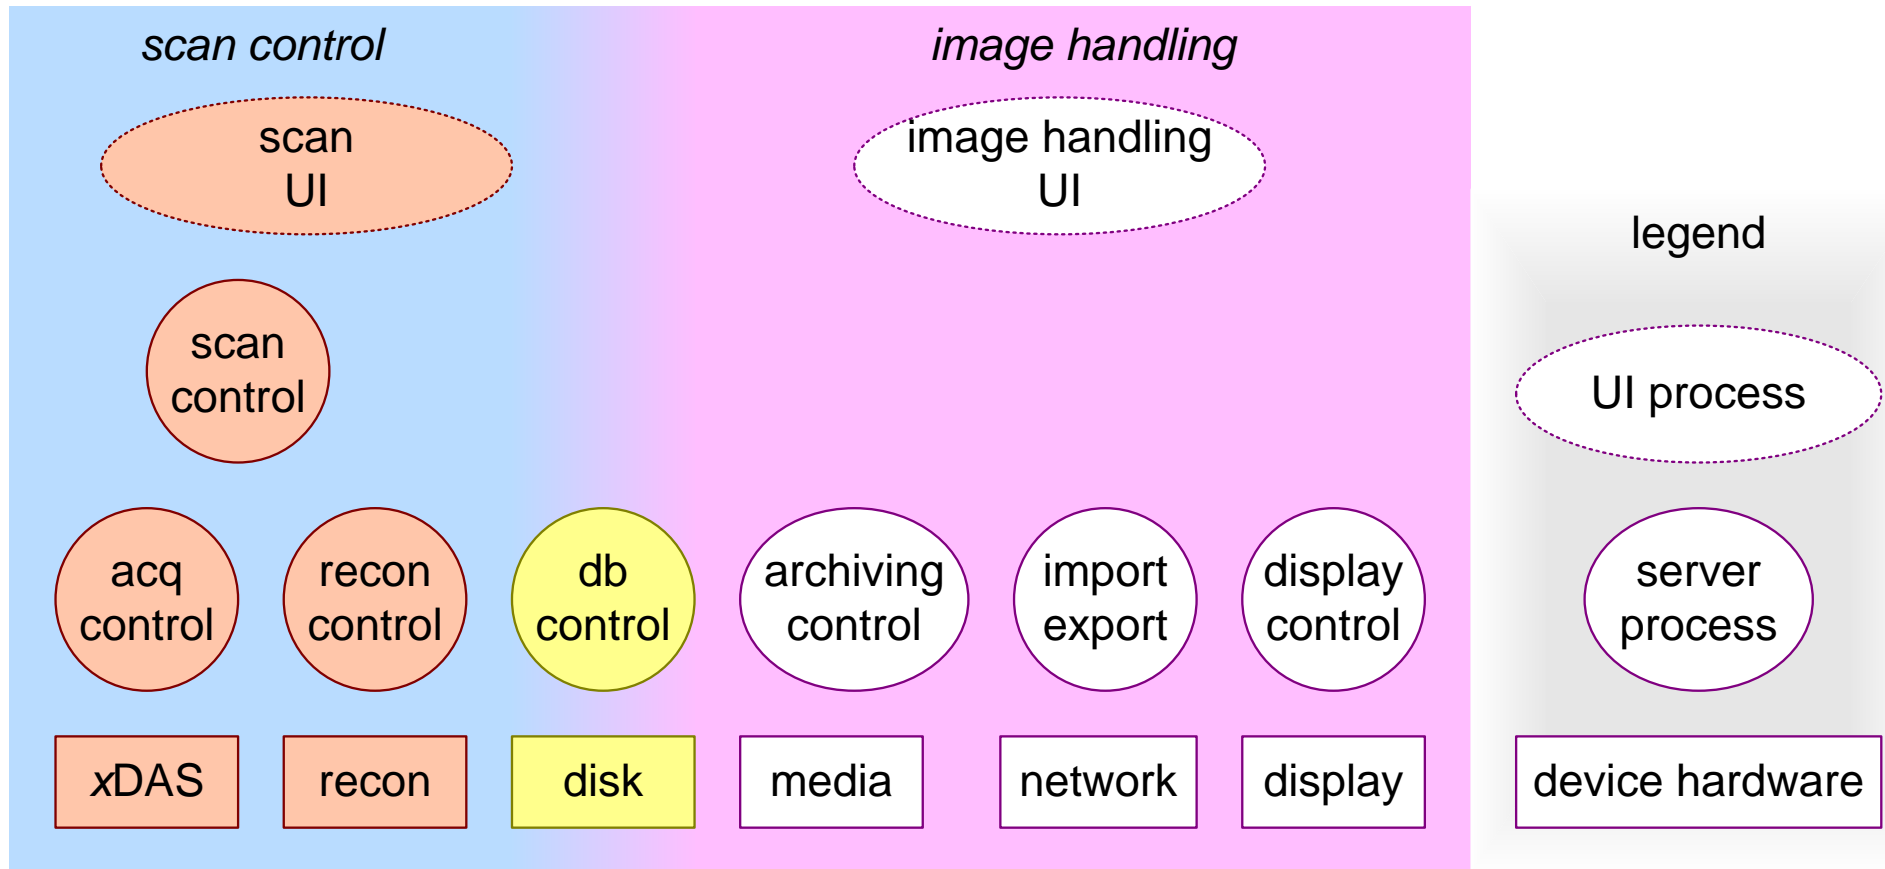 scan control
image handling
scan
UI
image handling
UI
legend
scan
control
UI process
acq
control
recon
control
db
control
archiving
control
import
export
display
control
server
process
xDAS
recon
disk
media
network
display
device hardware